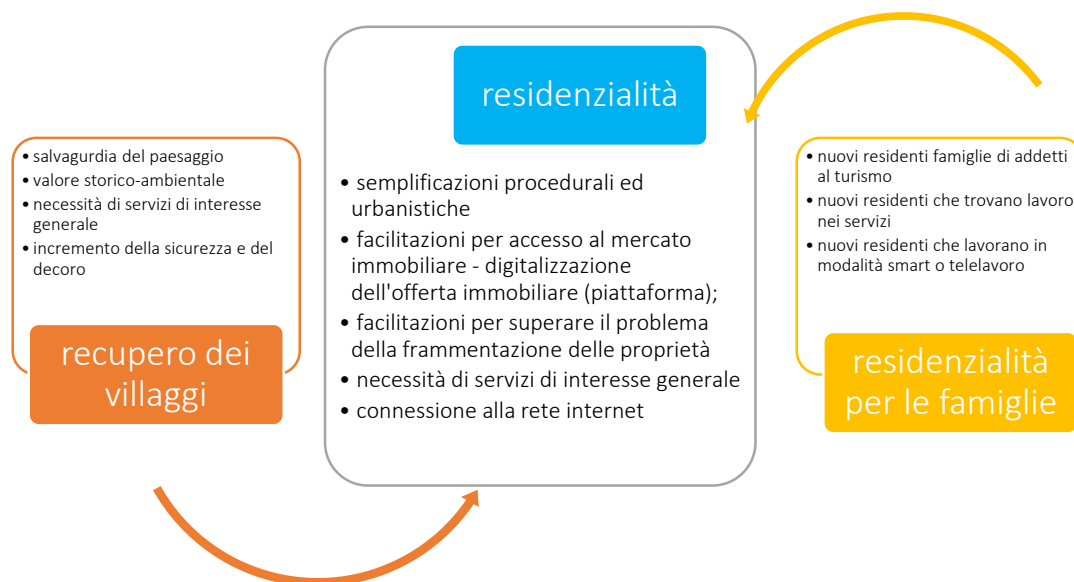 • salvagurdia del paesaggio
• valore storico-ambientale
• necessità di servizi di interesse
generale
• incremento della sicurezza e del
decoro
recupero dei
villaggi
residenzialità
• semplificazioni procedurali ed
urbanistiche
• facilitazioni per accesso al mercato
immobiliare - digitalizzazione
dell'offerta immobiliare (piattaforma);
• facilitazioni per superare il problema
della frammentazione delle proprietà
• necessità di servizi di interesse generale
• connessione alla rete internet
• nuovi residenti famiglie di addetti
al turismo
• nuovi residenti che trovano lavoro
nei servizi
• nuovi residenti che lavorano in
modalità smart o telelavoro
residenzialità
per le famiglie